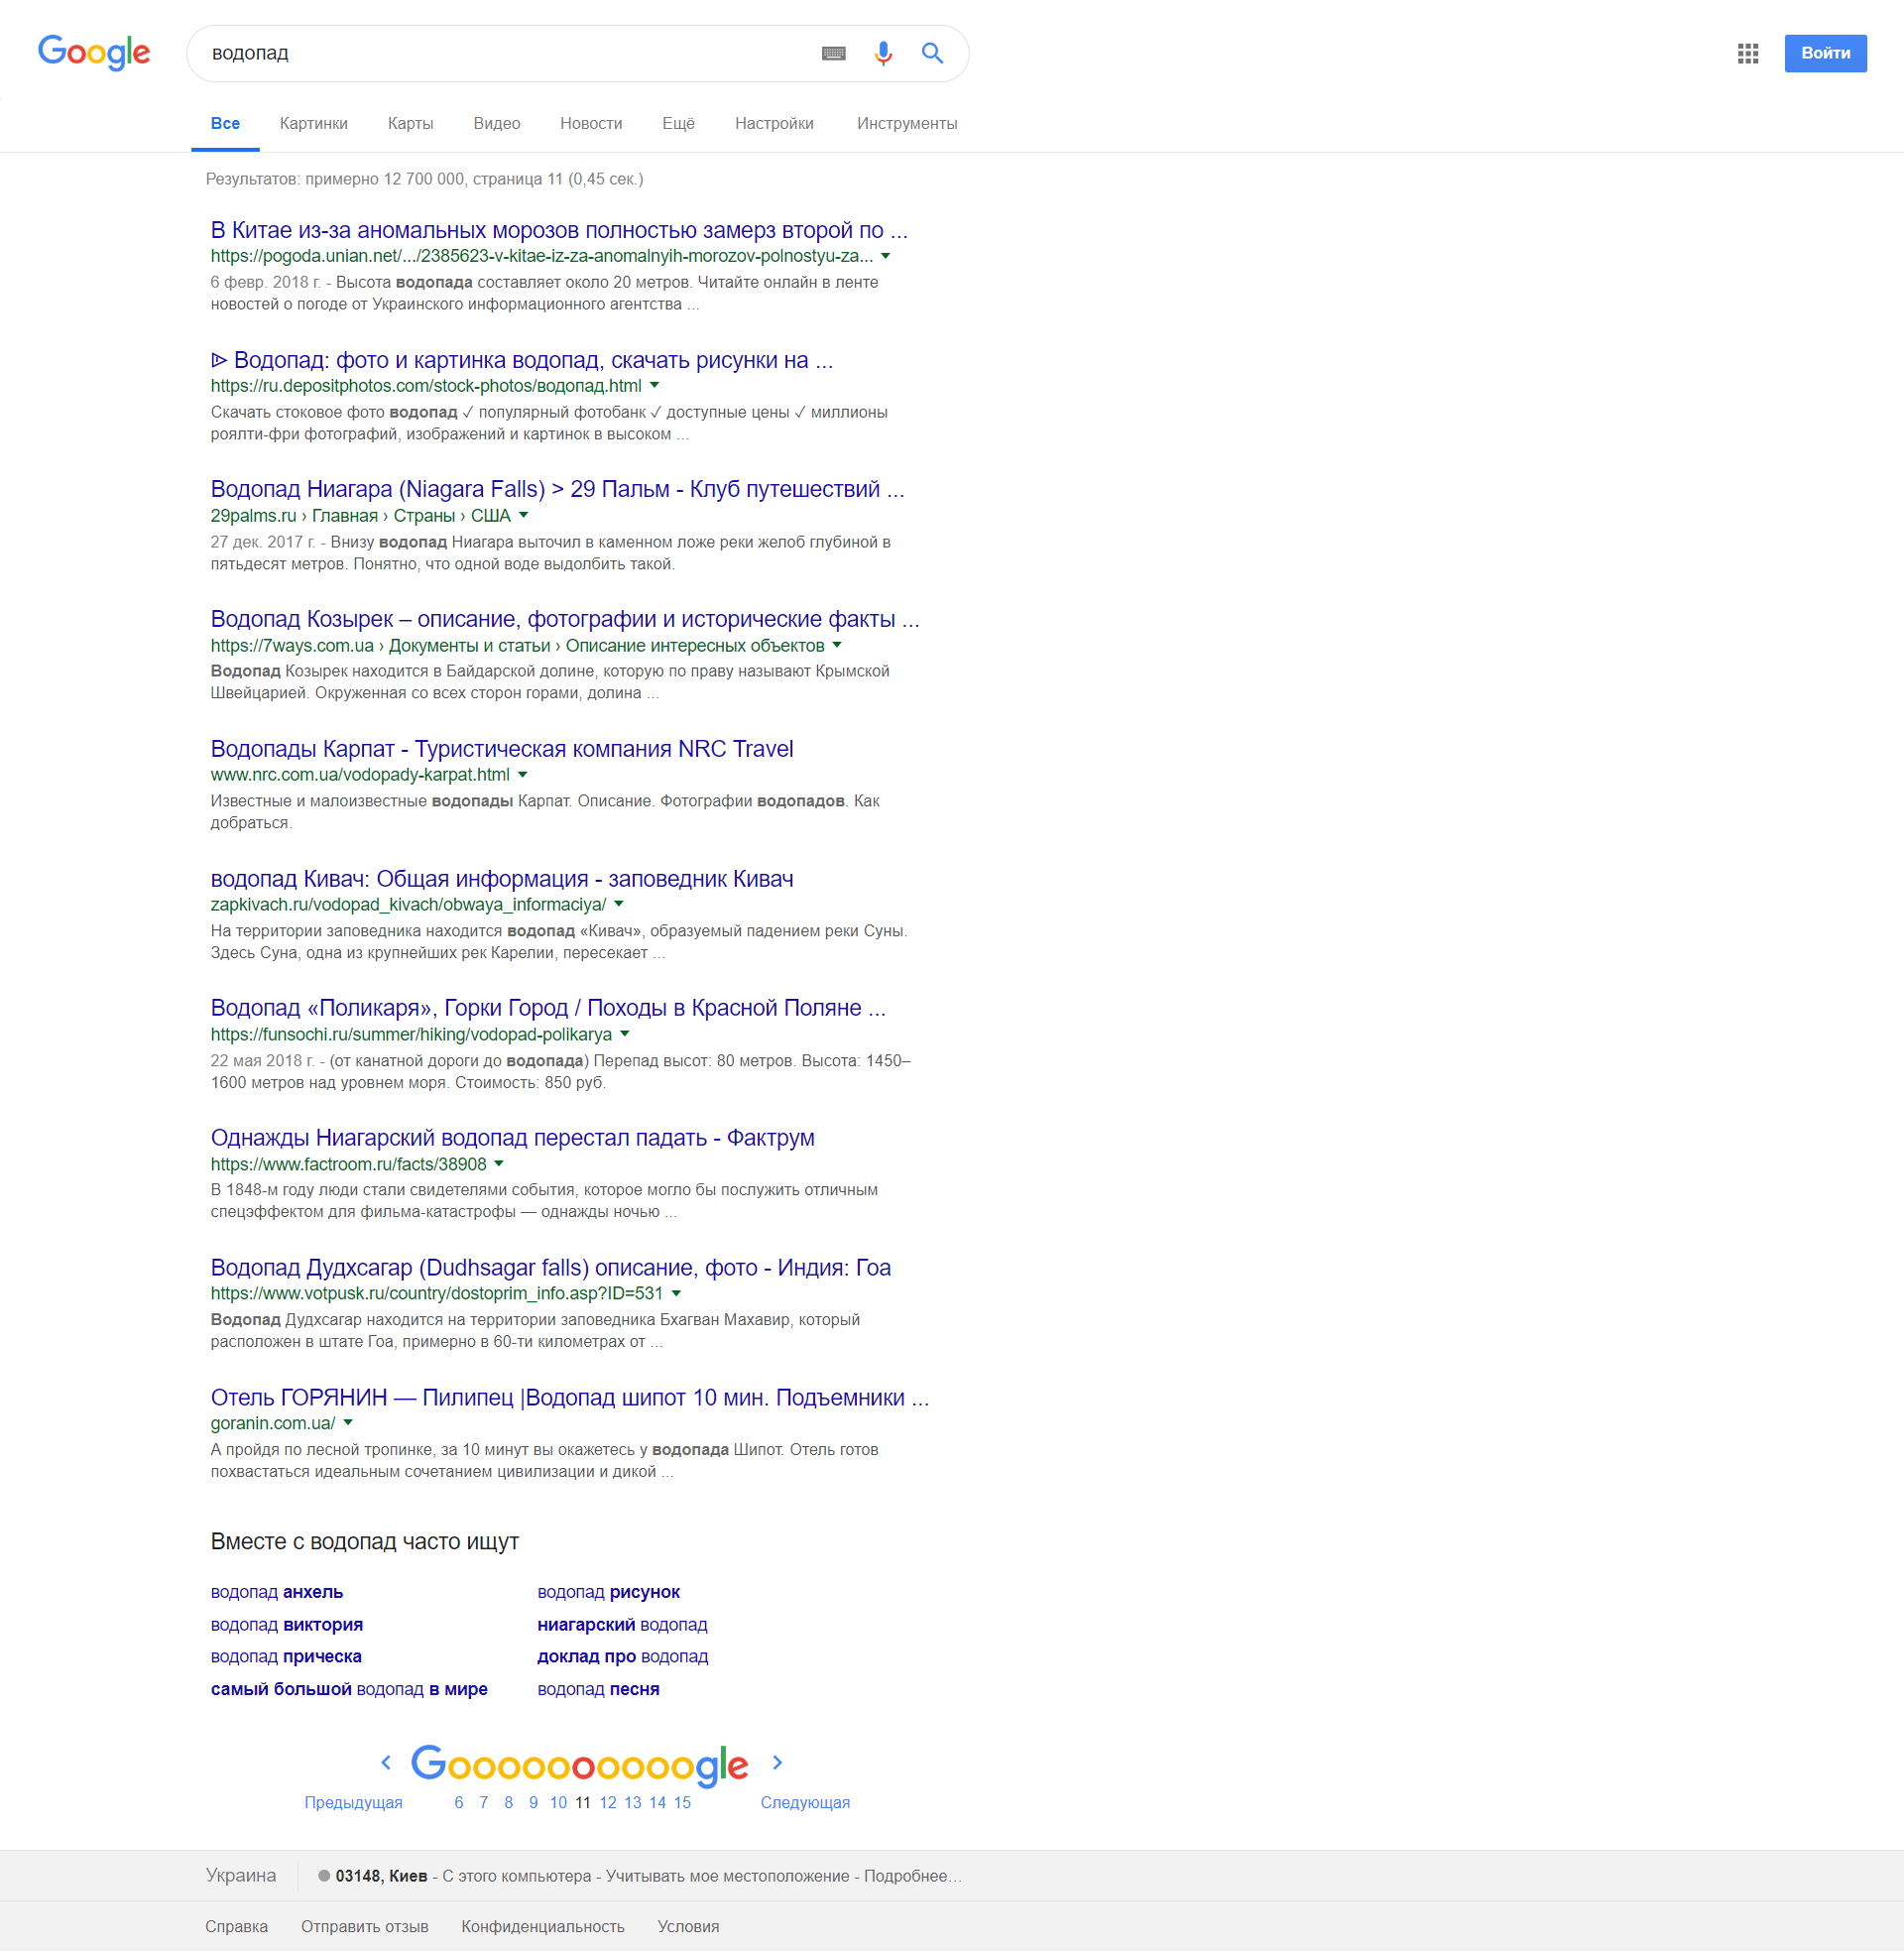 Google
водопад
Войти
Все Картинки Карты Видео Новости Ещё Настройки Инструменты
Результатов: примерно 12 700 000, страница 11 (0,45 сек.)
В Китае из-за аномальных морозов полностью замерз второй по ...
https://pogoda.unian.net/.../2385623-v-kitae-iz-za-anomalnyih-morozov-polnostyu-za...
6 февр. 2018 г. - Высота водопада составляет около 20 метров. Читайте онлайн в ленте
новостей о погоде от Украинского информационного агентства ...
ᐈ Водопад: фото и картинка водопад, скачать рисунки на ...
https://ru.depositphotos.com/stock-photos/водопад.html
Скачать стоковое фото водопад ✓ популярный фотобанк ✓ доступные цены ✓ миллионы
роялти-фри фотографий, изображений и картинок в высоком ...
Водопад Ниагара (Niagara Falls) > 29 Пальм - Клуб путешествий ...
29palms.ru › Главная › Страны › США
27 дек. 2017 г. - Внизу водопад Ниагара выточил в каменном ложе реки желоб глубиной в
пятьдесят метров. Понятно, что одной воде выдолбить такой.
Водопад Козырек – описание, фотографии и исторические факты ...
https://7ways.com.ua › Документы и статьи › Описание интересных объектов
Водопад Козырек находится в Байдарской долине, которую по праву называют Крымской
Швейцарией. Окруженная со всех сторон горами, долина ...
Водопады Карпат - Туристическая компания NRC Travel
www.nrc.com.ua/vodopady-karpat.html
Известные и малоизвестные водопады Карпат. Описание. Фотографии водопадов. Как
добраться.
водопад Кивач: Общая информация - заповедник Кивач
zapkivach.ru/vodopad_kivach/obwaya_informaciya/
На территории заповедника находится водопад «Кивач», образуемый падением реки Суны.
Здесь Суна, одна из крупнейших рек Карелии, пересекает ...
Водопад «Поликаря», Горки Город / Походы в Красной Поляне ...
https://funsochi.ru/summer/hiking/vodopad-polikarya
22 мая 2018 г. - (от канатной дороги до водопада) Перепад высот: 80 метров. Высота: 1450–
1600 метров над уровнем моря. Стоимость: 850 руб.
Однажды Ниагарский водопад перестал падать - Фактрум
https://www.factroom.ru/facts/38908
В 1848-м году люди стали свидетелями события, которое могло бы послужить отличным
спецэффектом для фильма-катастрофы — однажды ночью ...
Водопад Дудхсагар (Dudhsagar falls) описание, фото - Индия: Гоа
https://www.votpusk.ru/country/dostoprim_info.asp?ID=531
Водопад Дудхсагар находится на территории заповедника Бхагван Махавир, который
расположен в штате Гоа, примерно в 60-ти километрах от ...
Отель ГОРЯНИН — Пилипец |Водопад шипот 10 мин. Подъемники ...
goranin.com.ua/
А пройдя по лесной тропинке, за 10 минут вы окажетесь у водопада Шипот. Отель готов
похвастаться идеальным сочетанием цивилизации и дикой ...
Вместе с водопад часто ищут
водопад анхель водопад рисунок
водопад виктория ниагарский водопад
водопад прическа доклад про водопад
самый большой водопад в мире водопад песня
Goooooooooogle
Предыдущая 6 7 8 9 10 11 12 13 14 15 Следующая
Украина 03148, Киев - С этого компьютера - Учитывать мое местоположение - Подробнее…
Справка Отправить отзыв Конфиденциальность Условия